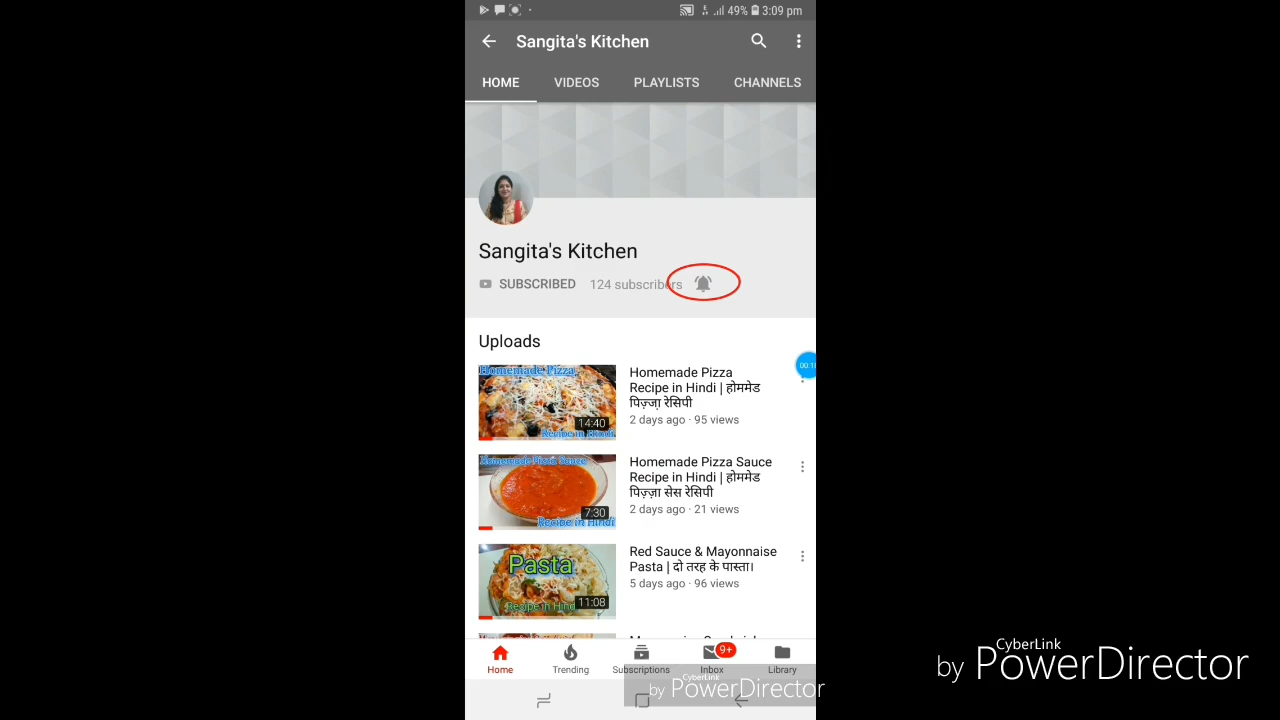 49% 3:09 pm
Sangita's Kitchen
HOME VIDEOS PLAYLISTS CHANNELS
Sangita's Kitchen
SUBSCRIBED 124 subscribers
Uploads
Homemade Pizza
14:40
Recipe in Hindi
Homemade Pizza
Recipe in Hindi | होममेड
पिज़्ज़ा रेसिपी
2 days ago · 95 views
Homemade Pizza Sauce
7:30
Recipe in Hindi
Homemade Pizza Sauce
Recipe in Hindi | होममेड
पिज़्ज़ा सेस रेसिपी
2 days ago · 21 views
Pasta
11:08
Recipe in Hind
Red Sauce & Mayonnaise
Pasta | दो तरह के पास्ता।
5 days ago · 96 views
9+
Home Trending Subscriptions Inbox Library
CyberLink
by PowerDirector
CyberLink
by PowerDirector